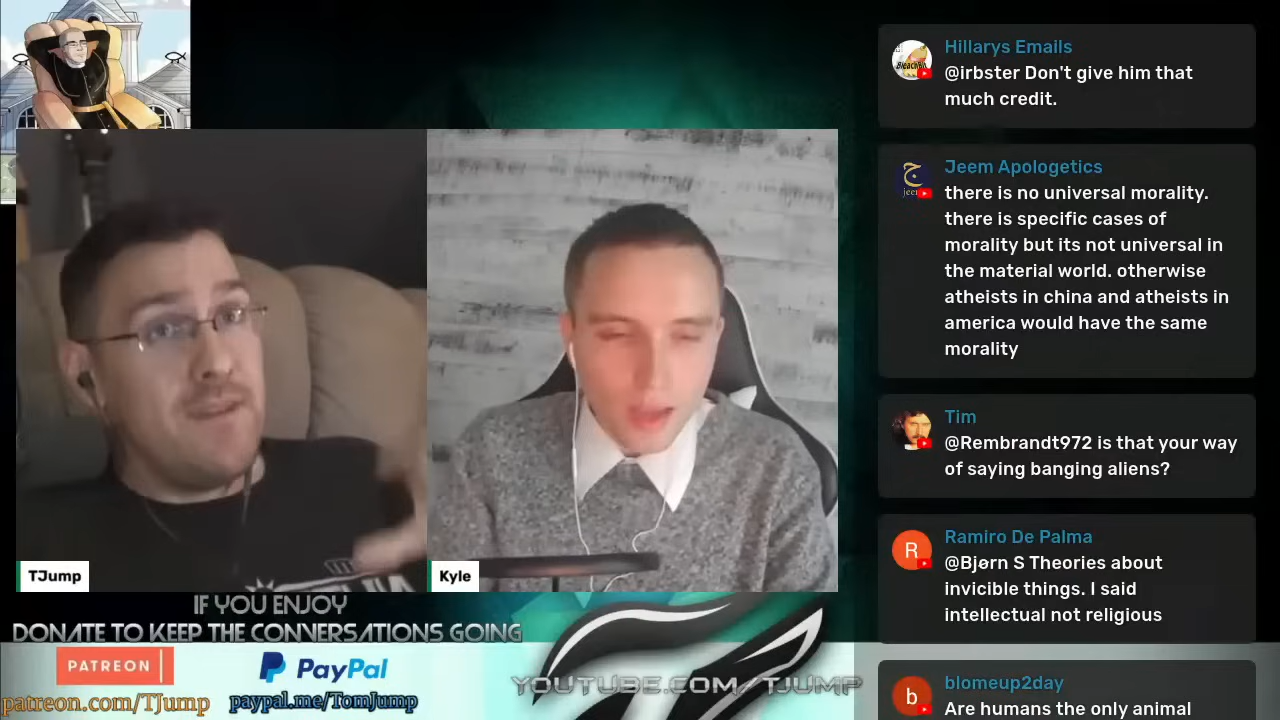 Hillarys Emails
@irbster Don't give him that
much credit.
Jeem Apologetics
there is no universal morality.
there is specific cases of
morality but its not universal in
the material world. otherwise
atheists in china and atheists in
america would have the same
morality
Tim
@Rembrandt972 is that your way
of saying banging aliens?
R
Ramiro De Palma
@Bjørn S Theories about
invicible things. I said
intellectual not religious
b
blomeup2day
Are humans the only animal
TJump
Kyle
IF YOU ENJOY
DONATE TO KEEP THE CONVERSATIONS GOING
PATREON
PayPal
patreon.com/TJump
paypal.me/TomJump
YOUTUBE.COM/TJUMP